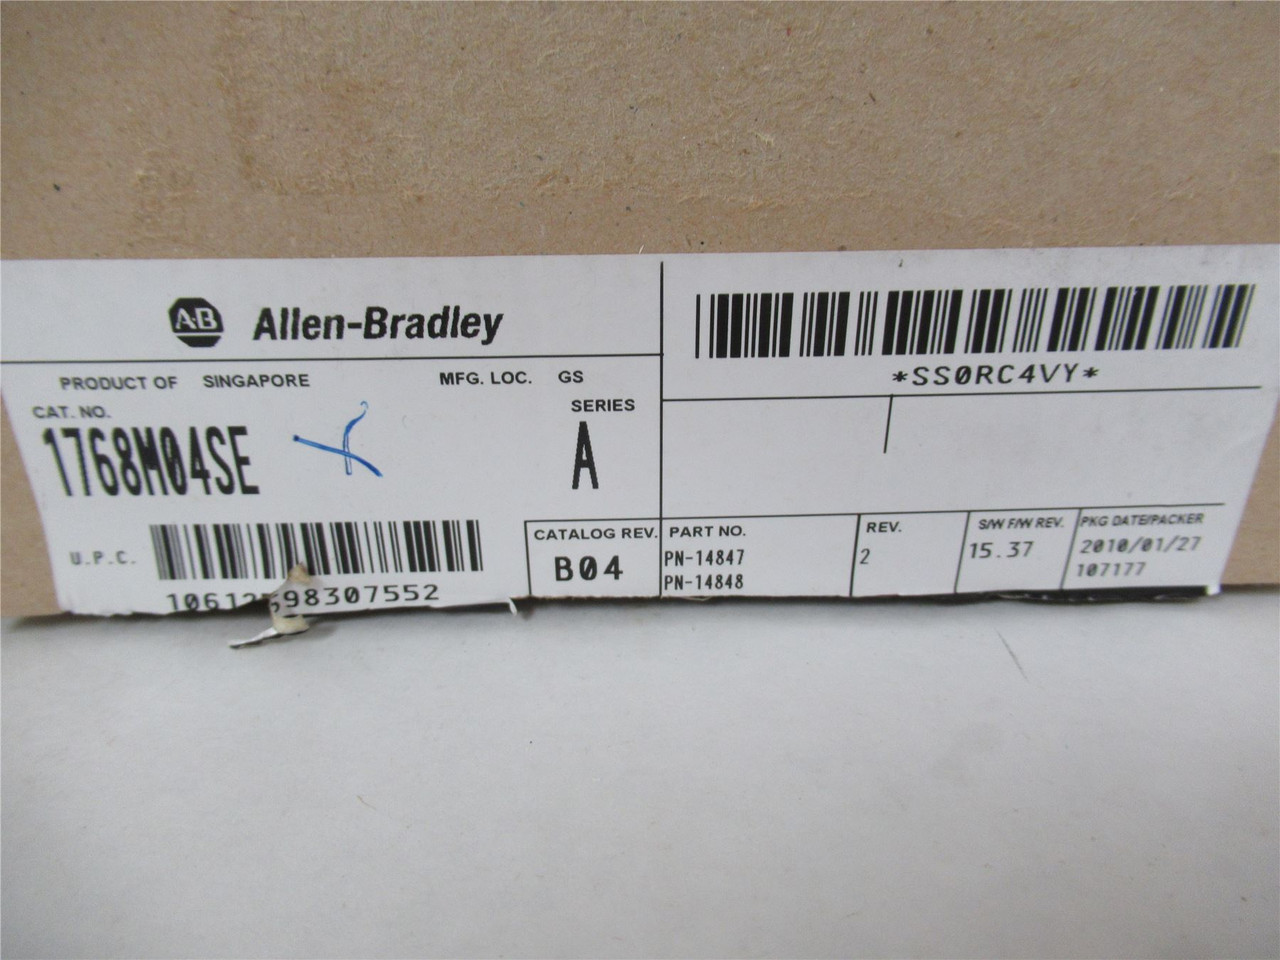 A-B Allen-Bradley
PRODUCT OF SINGAPORE MFG. LOC. GS
CAT. NO. SERIES
1768M04SE A
U.P.C.
10612598307552
CATALOG REV.
B04
*SS0RC4VY*
PART NO. REV. S/W F/W REV. PKG DATE/PACKER
PN-14847 2 15.37 2010/01/27
PN-14848 107177